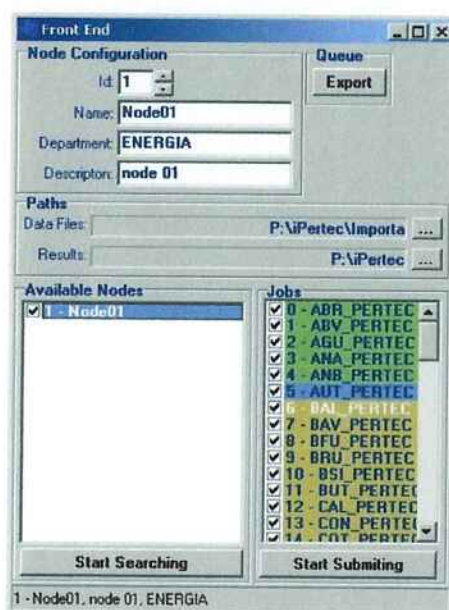 Front End
Node Configuration
Id: 1
Name: Node01
Department: ENERGIA
Descripton: node 01
Queue
Export
Paths
Data Files: P:\iPertec\Importa ...
Results: P:\iPertec ...
Available Nodes
1 - Node01
Start Searching
Jobs
0 - ABR_PERTEC
1 - ABV_PERTEC
2 - AGU_PERTEC
3 - ANA_PERTEC
4 - ANB_PERTEC
5 - AUT_PERTEC
6 - BAL_PERTEC
7 - BAV_PERTEC
8 - BFU_PERTEC
9 - BRU_PERTEC
10 - BSI_PERTEC
11 - BUT_PERTEC
12 - CAL_PERTEC
13 - CON_PERTEC
14 - COT_PERTEC
Start Submiting
1 - Node01, node 01, ENERGIA